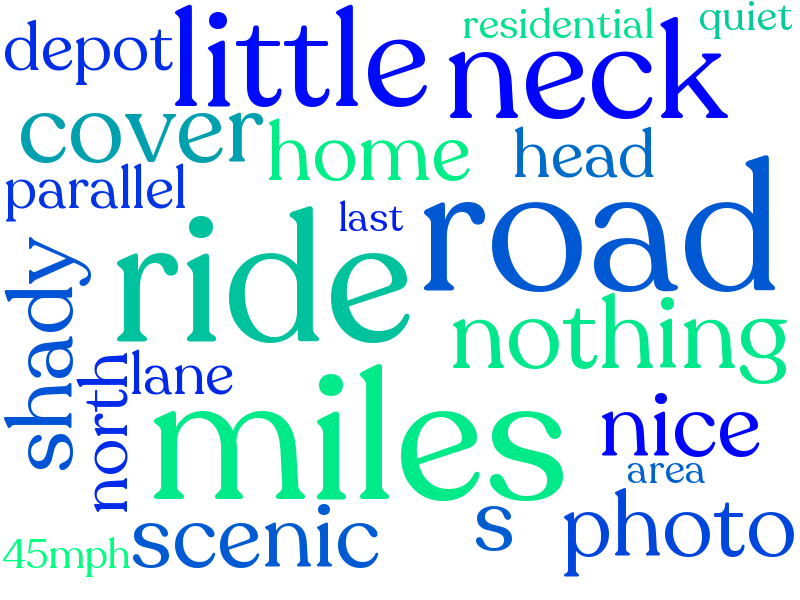 residential
quiet
depot
little
neck
cover
home
head
parallel
last
road
ride
nothing
shady
north
lane
miles
nice
area
scenic
s
photo
45mph